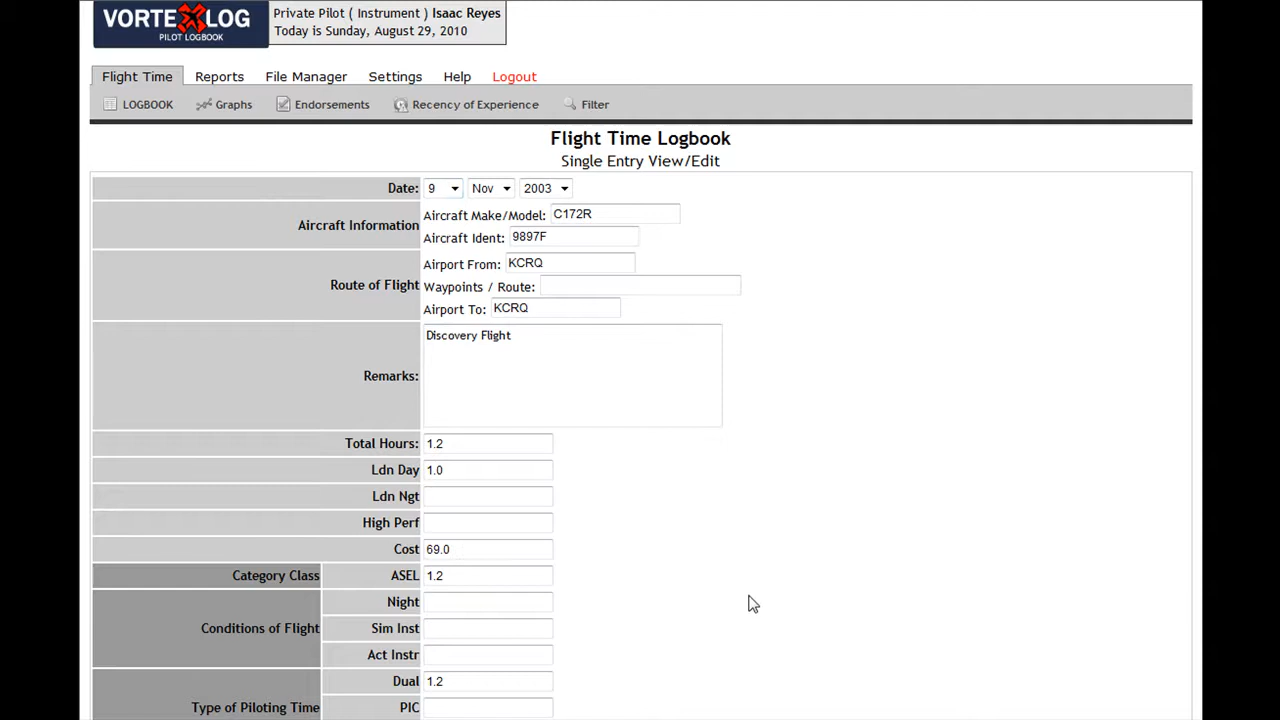 VORTEXLOG
PILOT LOGBOOK
Private Pilot ( Instrument ) Isaac Reyes
Today is Sunday, August 29, 2010
Flight Time Reports File Manager Settings Help Logout
LOGBOOK Graphs Endorsements Recency of Experience Filter
Flight Time Logbook
Single Entry View/Edit
Date: 9 Nov 2003
Aircraft Information
Aircraft Make/Model: C172R
Aircraft Ident: 9897F
Route of Flight
Airport From: KCRQ
Waypoints / Route:
Airport To: KCRQ
Remarks:
Discovery Flight
Total Hours: 1.2
Ldn Day 1.0
Ldn Ngt
High Perf
Cost 69.0
Category Class ASEL 1.2
Conditions of Flight
Night
Sim Inst
Act Instr
Type of Piloting Time
Dual 1.2
PIC